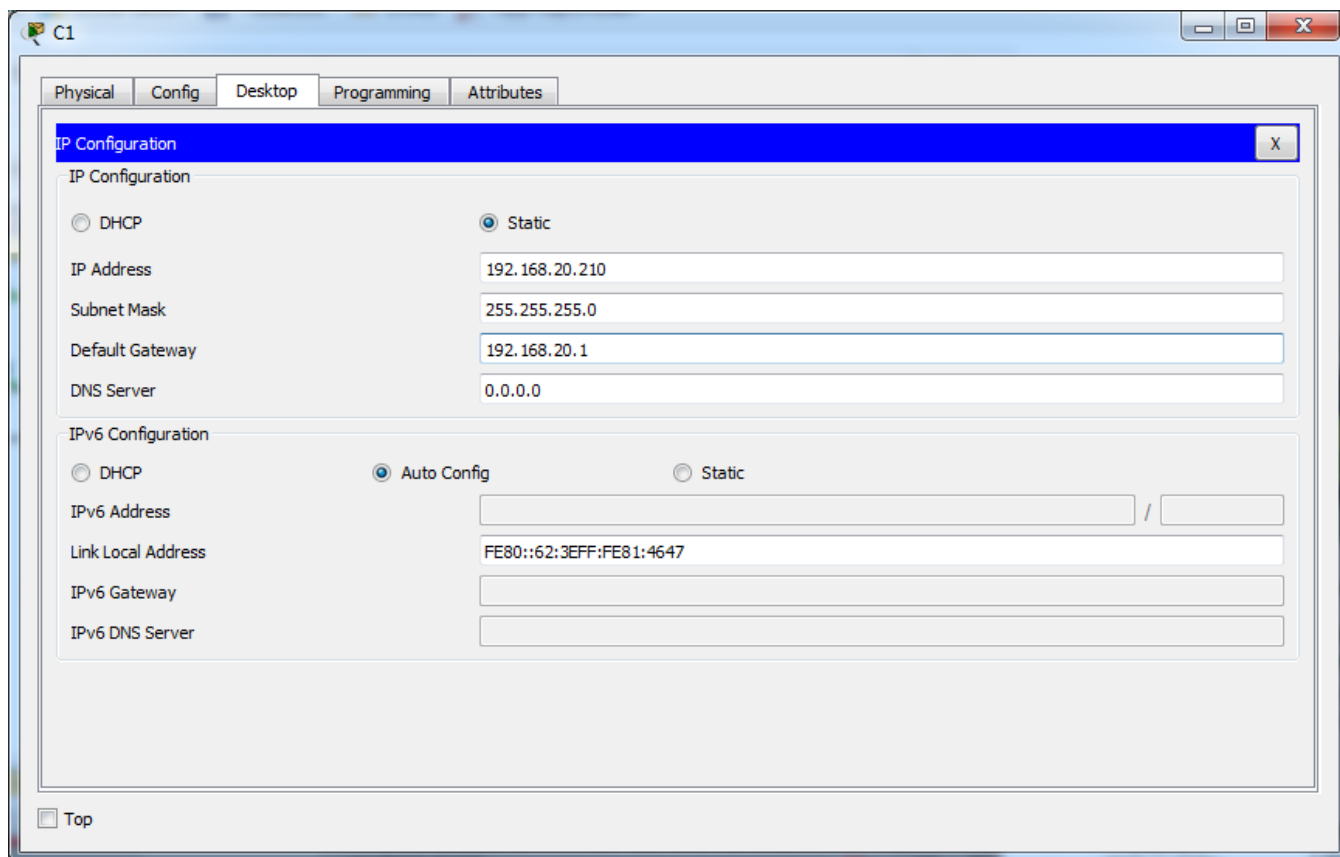 C1
Physical Config Desktop Programming Attributes
IP Configuration X
IP Configuration
DHCP Static
IP Address 192.168.20.210
Subnet Mask 255.255.255.0
Default Gateway 192.168.20.1
DNS Server 0.0.0.0
IPv6 Configuration
DHCP Auto Config Static
IPv6 Address /
Link Local Address FE80::62:3EFF:FE81:4647
IPv6 Gateway
IPv6 DNS Server
Top